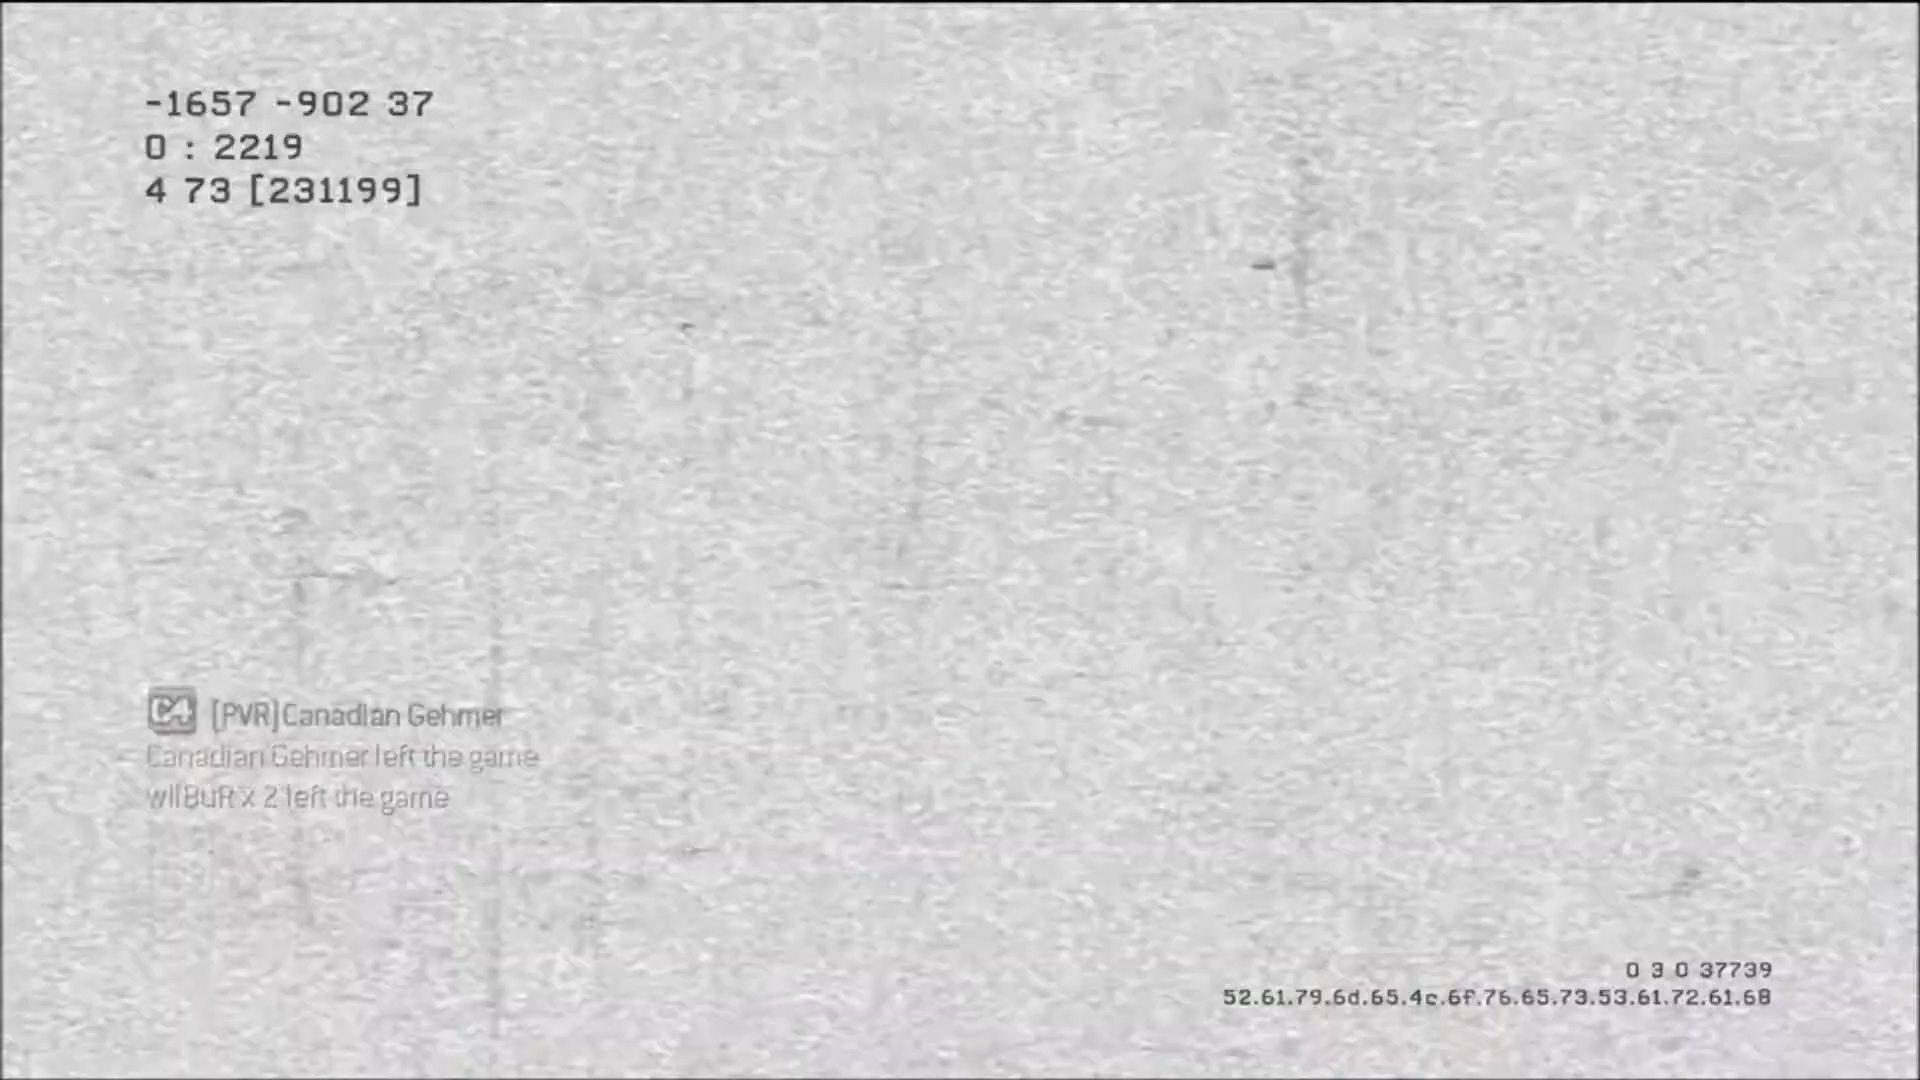 -1657 -902 37
0 : 2219
4 73 [231199]
C4 [PVR]Canadian Gehmer
Canadian Gehmer left the game
wilBuR x 2 left the game
0 3 0 37739
52.61.79.6d.65.4c.6f.76.65.73.53.61.72.61.68